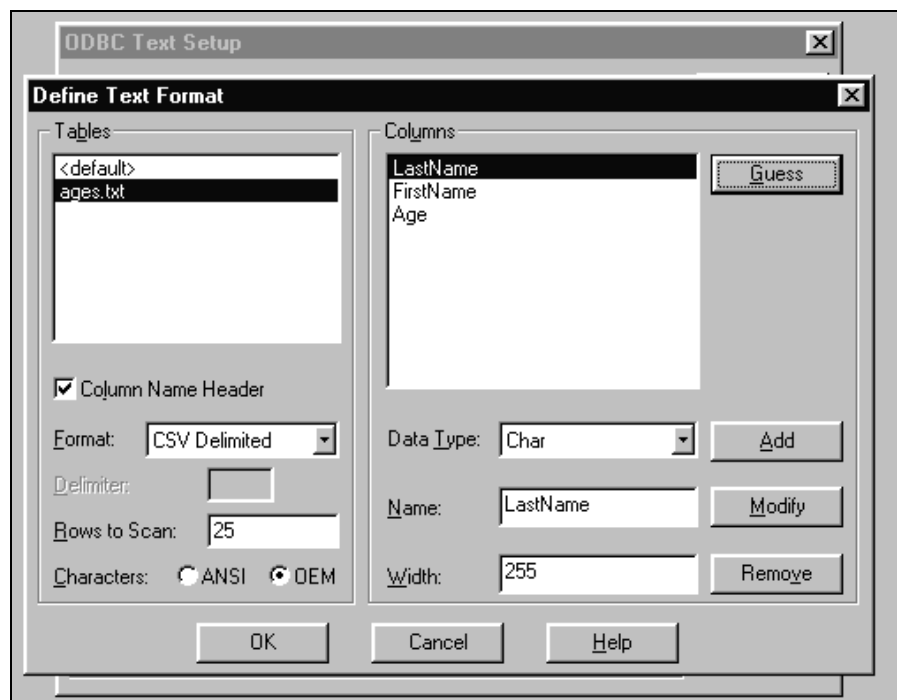 ODBC Text Setup
Define Text Format
Tables
<default>
ages.txt
Column Name Header
Format: CSV Delimited
Delimiter:
Rows to Scan: 25
Characters: ANSI OEM
Columns
LastName
FirstName
Age
Guess
Data Type: Char
Add
Name: LastName
Modify
Width: 255
Remove
OK Cancel Help